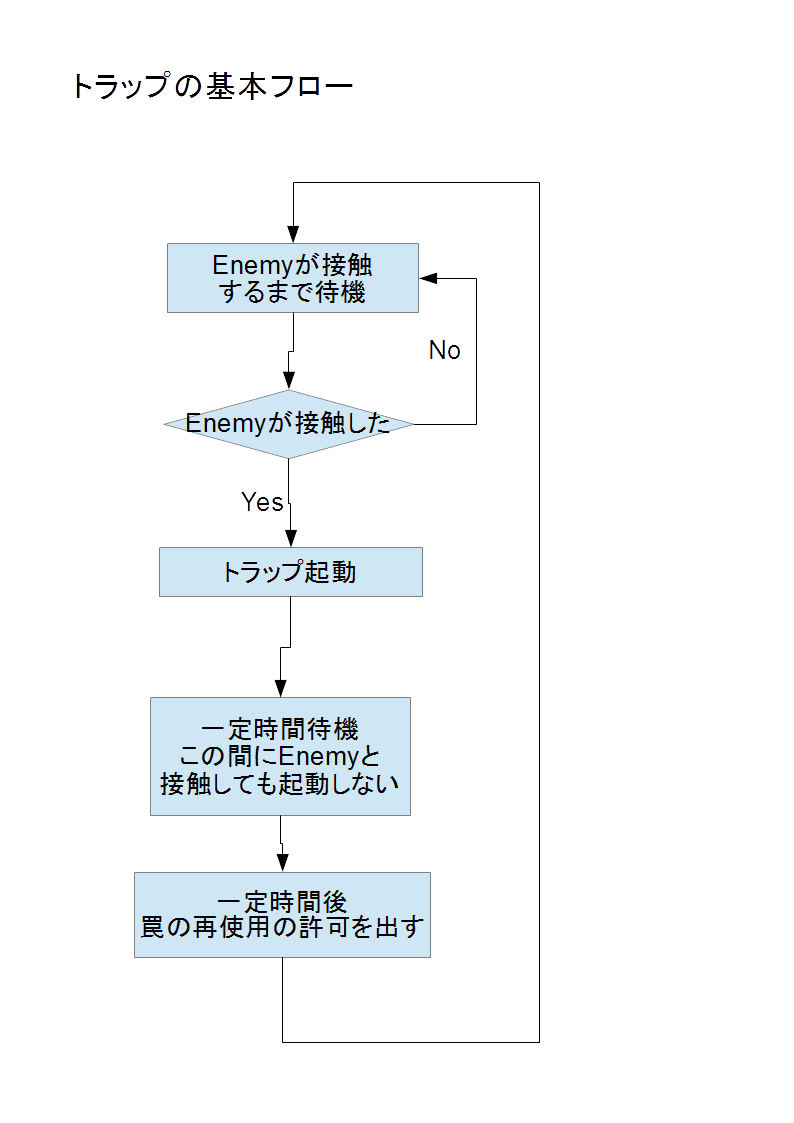 トラップの基本フロー
Enemyが接触
するまで待機
No
Enemyが接触した
Yes
トラップ起動
一定時間待機
この間にEnemyと
接触しても起動しない
一定時間後
罠の再使用の許可を出す